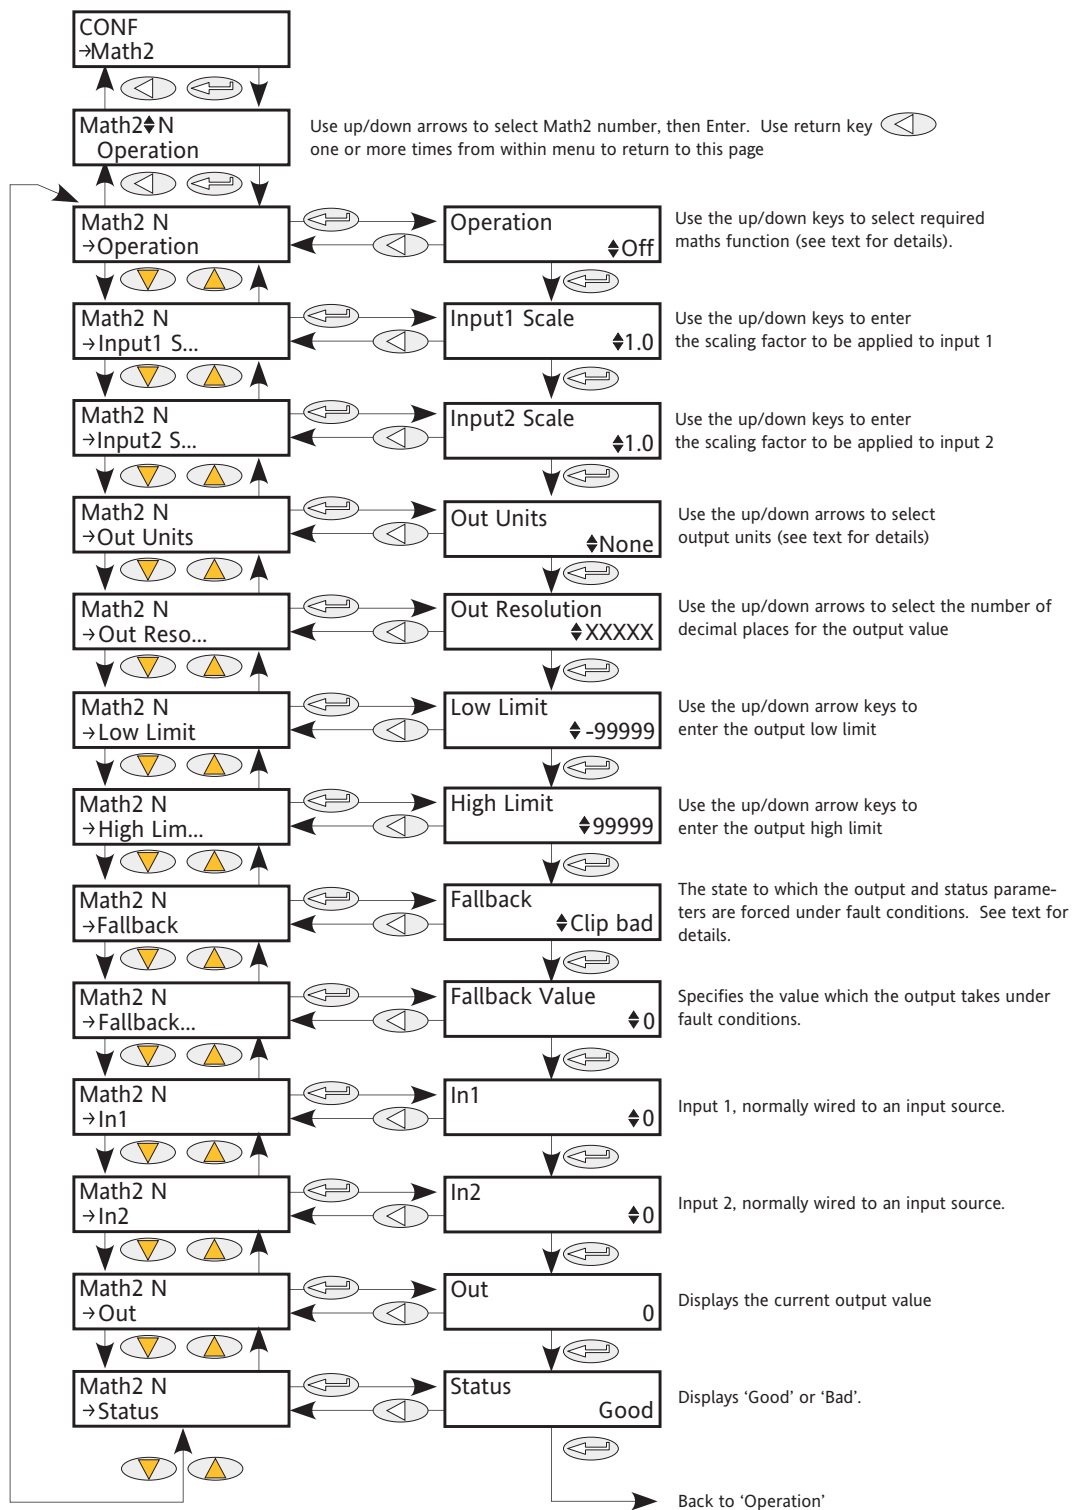 CONF
→Math2
Math2♦N
Operation
Use up/down arrows to select Math2 number, then Enter.  Use return key
one or more times from within menu to return to this page
Math2 N
→Operation
Operation
♦Off
Use the up/down keys to select required
maths function (see text for details).
Math2 N
→Input1 S...
Input1 Scale
♦1.0
Use the up/down keys to enter
the scaling factor to be applied to input 1
Math2 N
→Input2 S...
Input2 Scale
♦1.0
Use the up/down keys to enter
the scaling factor to be applied to input 2
Math2 N
→Out Units
Out Units
♦None
Use the up/down arrows to select
output units (see text for details)
Math2 N
→Out Reso...
Out Resolution
♦XXXXX
Use the up/down arrows to select the number of
decimal places for the output value
Math2 N
→Low Limit
Low Limit
♦-99999
Use the up/down arrow keys to
enter the output low limit
Math2 N
→High Lim...
High Limit
♦99999
Use the up/down arrow keys to
enter the output high limit
Math2 N
→Fallback
Fallback
♦Clip bad
The state to which the output and status parame-
ters are forced under fault conditions.  See text for
details.
Math2 N
→Fallback...
Fallback Value
♦0
Specifies the value which the output takes under
fault conditions.
Math2 N
→In1
In1
♦0
Input 1, normally wired to an input source.
Math2 N
→In2
In2
♦0
Input 2, normally wired to an input source.
Math2 N
→Out
Out
0
Displays the current output value
Math2 N
→Status
Status
Good
Displays ‘Good’ or ‘Bad’.
Back to ‘Operation’